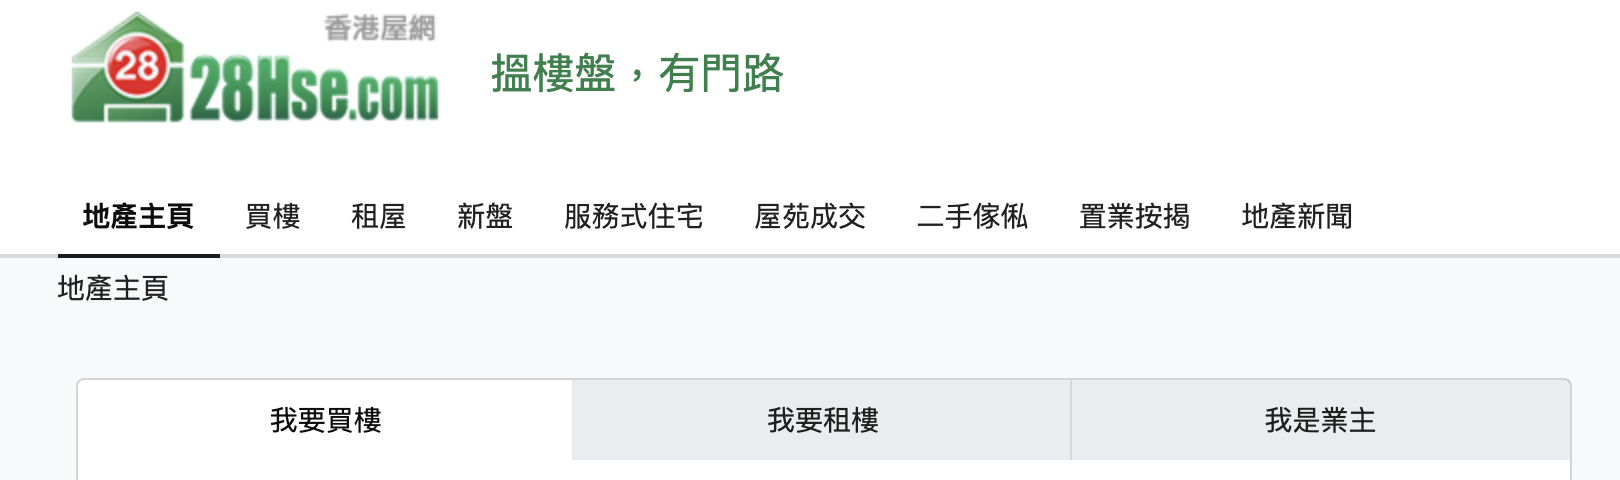 香港屋網
28
28Hse.com
搵樓盤，有門路
地產主頁 買樓 租屋 新盤 服務式住宅 屋苑成交 二手傢俬 置業按揭 地產新聞
地產主頁
我要買樓 我要租樓 我是業主